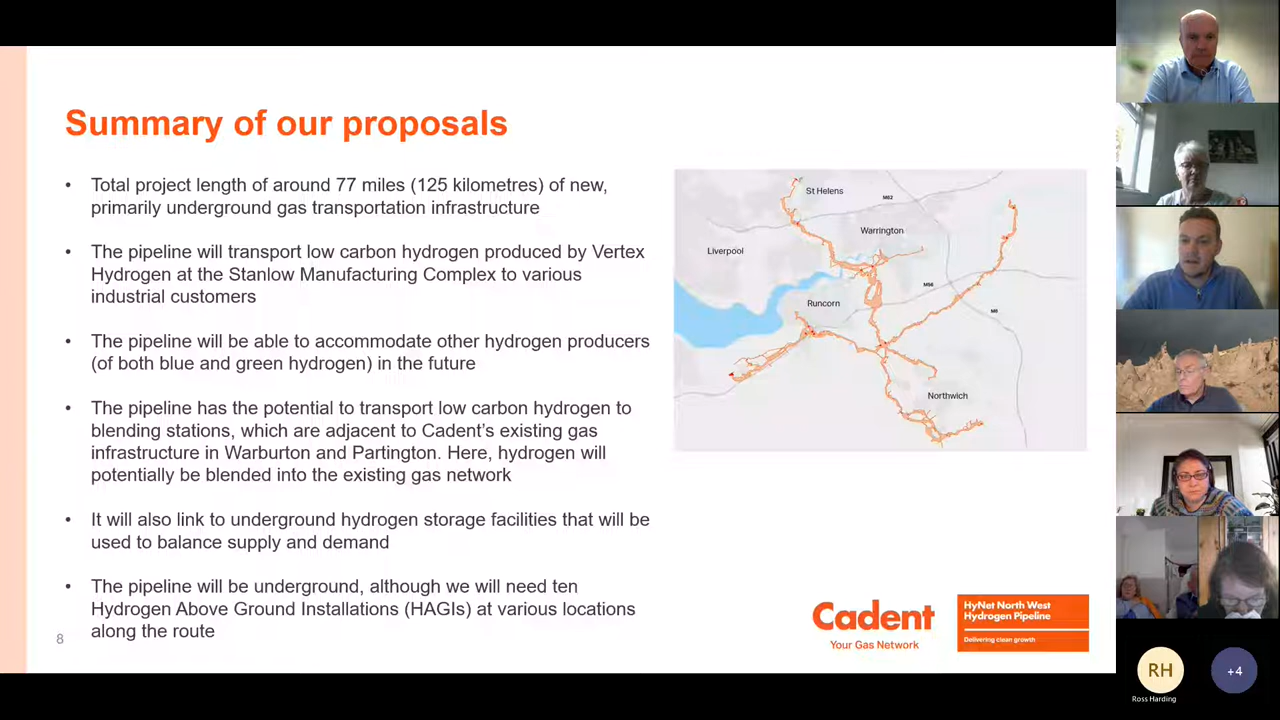 Summary of our proposals
• Total project length of around 77 miles (125 kilometres) of new,
primarily underground gas transportation infrastructure
• The pipeline will transport low carbon hydrogen produced by Vertex
Hydrogen at the Stanlow Manufacturing Complex to various
industrial customers
• The pipeline will be able to accommodate other hydrogen producers
(of both blue and green hydrogen) in the future
• The pipeline has the potential to transport low carbon hydrogen to
blending stations, which are adjacent to Cadent’s existing gas
infrastructure in Warburton and Partington. Here, hydrogen will
potentially be blended into the existing gas network
• It will also link to underground hydrogen storage facilities that will be
used to balance supply and demand
• The pipeline will be underground, although we will need ten
Hydrogen Above Ground Installations (HAGIs) at various locations
along the route
8
St Helens
M62
Warrington
Liverpool
M56
Runcorn
M6
Northwich
Cadent
Your Gas Network
HyNet North West
Hydrogen Pipeline
Delivering clean growth
RH
Ross Harding
+4